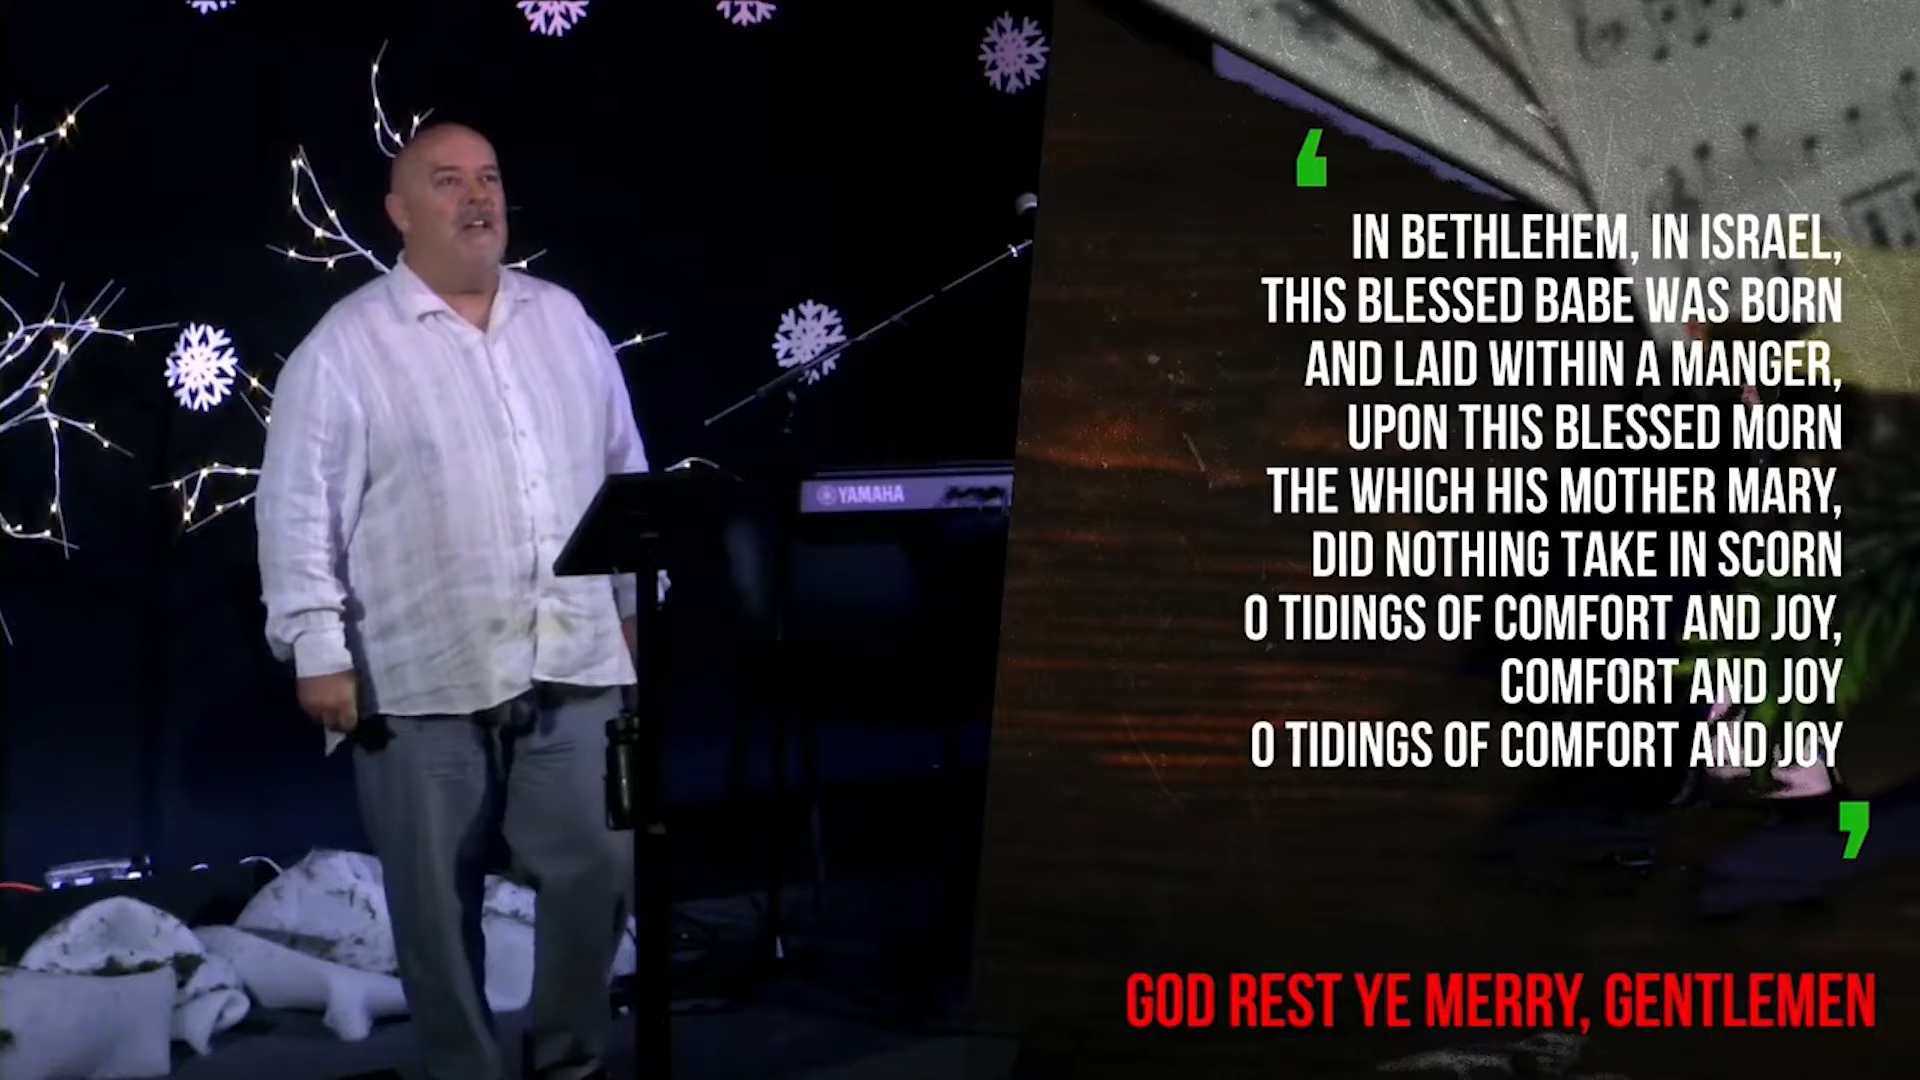 YAMAHA
‘
IN BETHLEHEM, IN ISRAEL,
THIS BLESSED BABE WAS BORN
AND LAID WITHIN A MANGER,
UPON THIS BLESSED MORN
THE WHICH HIS MOTHER MARY,
DID NOTHING TAKE IN SCORN
O TIDINGS OF COMFORT AND JOY,
COMFORT AND JOY
O TIDINGS OF COMFORT AND JOY
’
GOD REST YE MERRY, GENTLEMEN